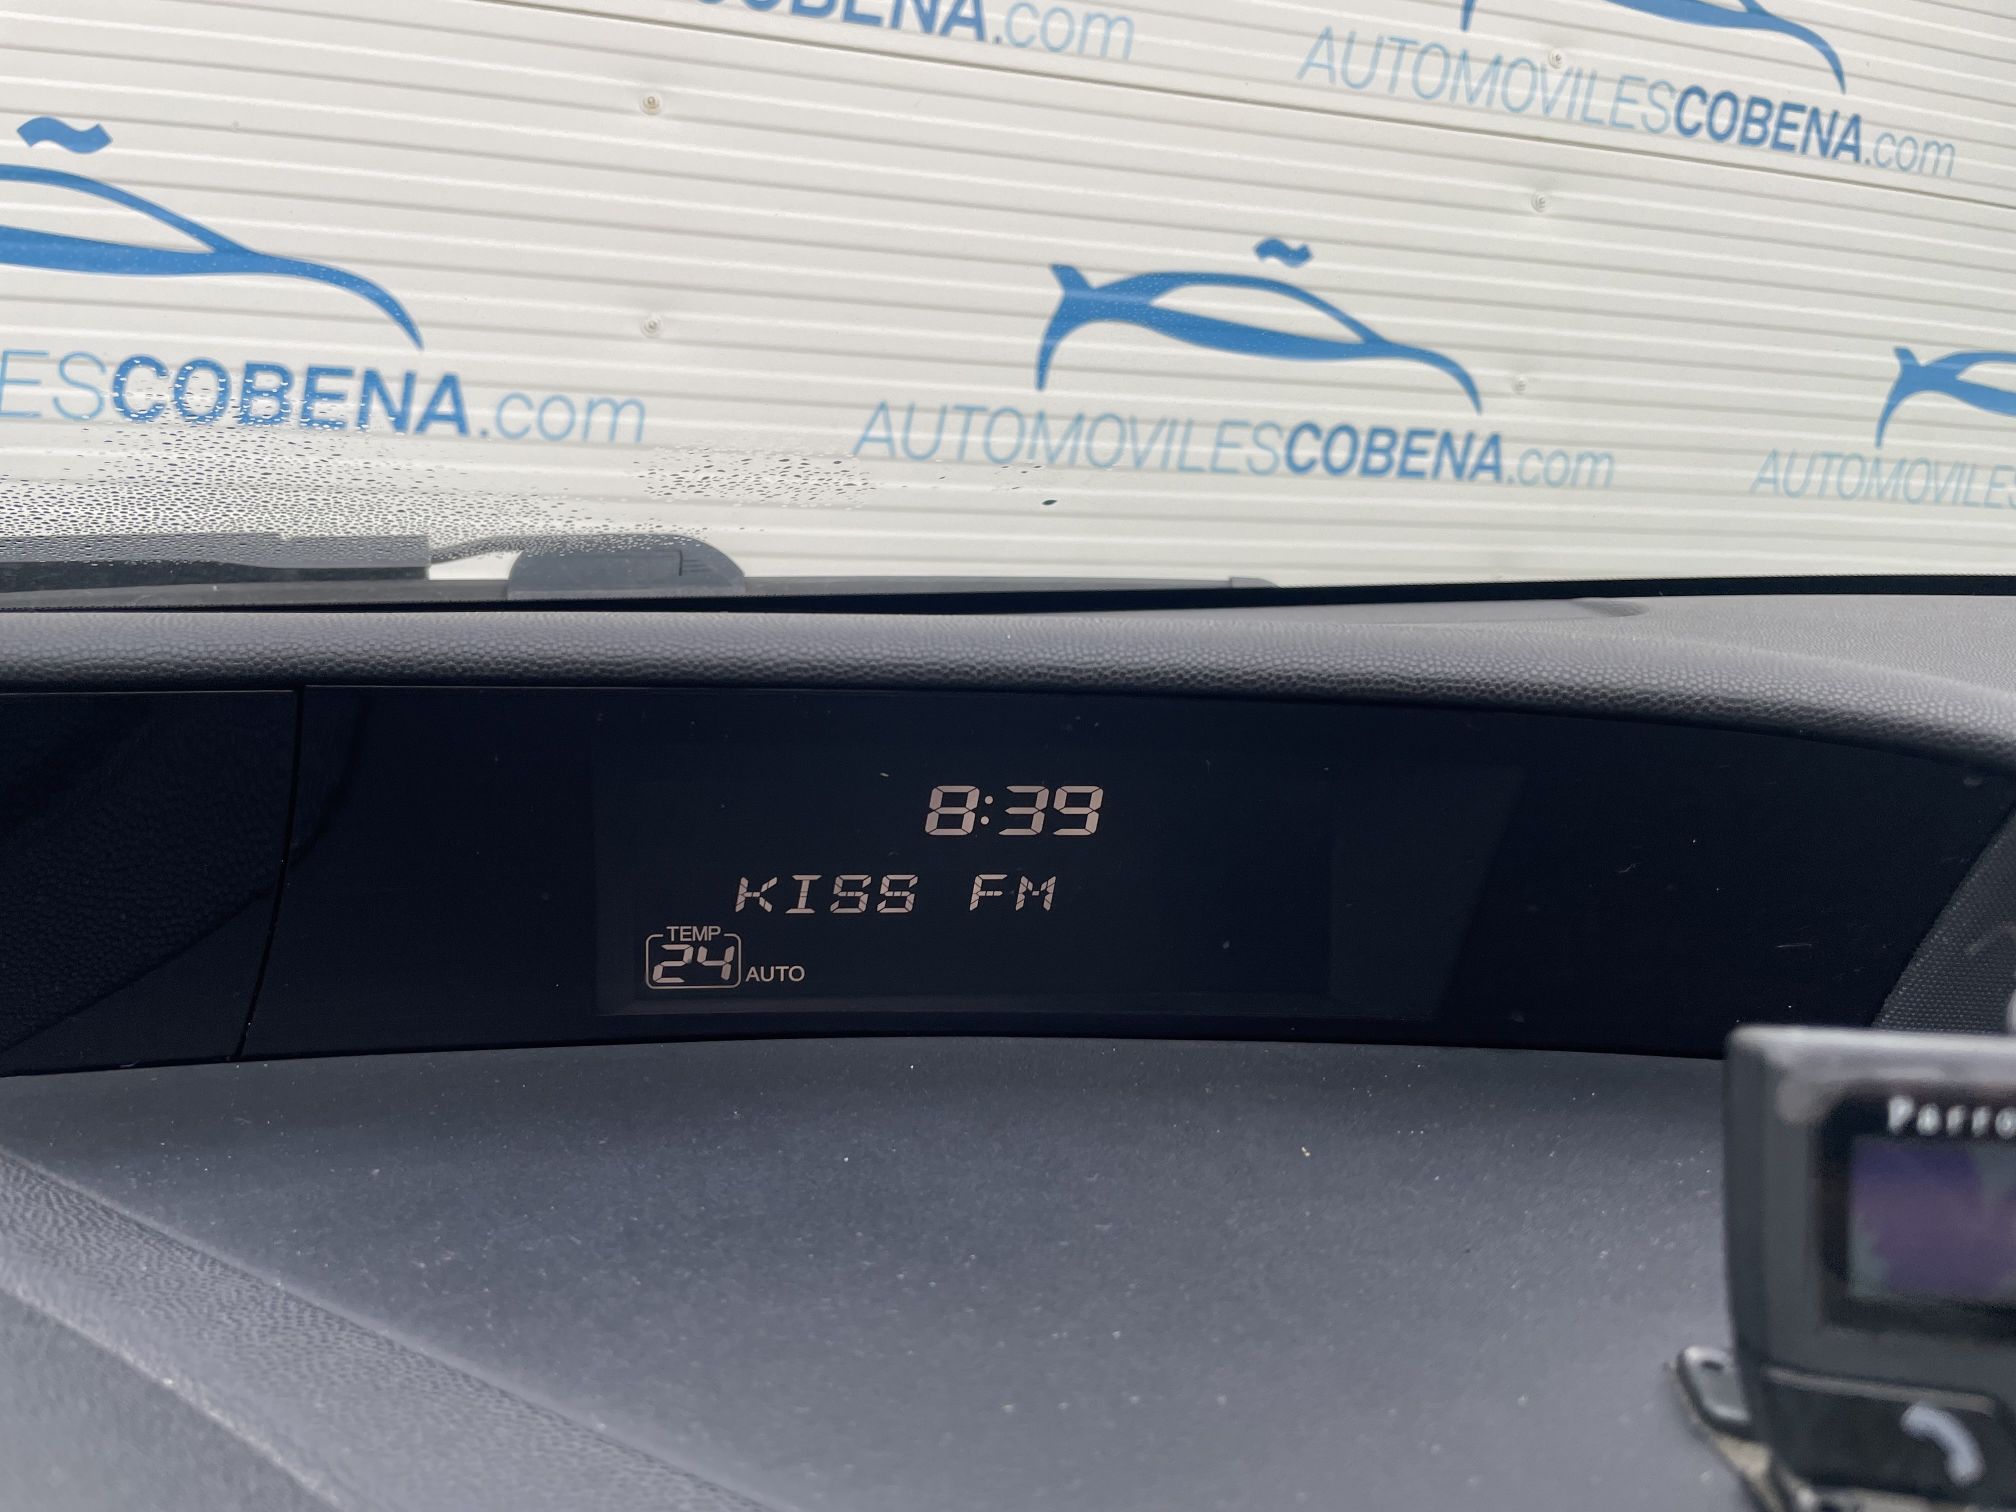 COBENA.com
AUTOMOVILESCOBENA.com
ESCOBENA.com
AUTOMOVILESCOBENA.com
AUTOMOVILES
8:39
KISS FM
TEMP
24 AUTO
Parro